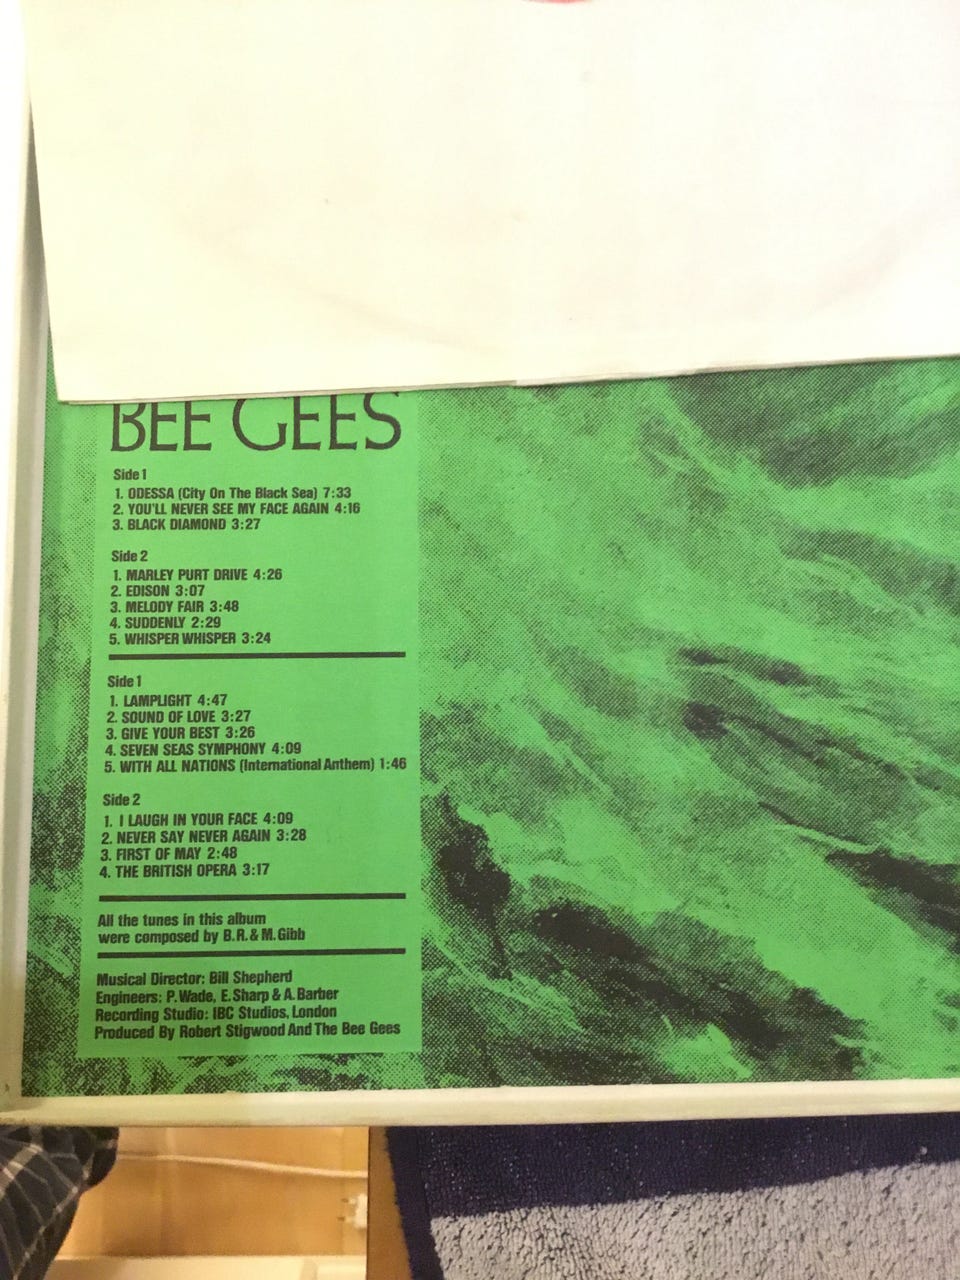 BEE GEES
Side 1
1. ODESSA (City On The Black Sea) 7:33
2. YOU'LL NEVER SEE MY FACE AGAIN 4:16
3. BLACK DIAMOND 3:27
Side 2
1. MARLEY PURT DRIVE 4:26
2. EDISON 3:07
3. MELODY FAIR 3:48
4. SUDDENLY 2:29
5. WHISPER WHISPER 3:24
Side 1
1. LAMPLIGHT 4:47
2. SOUND OF LOVE 3:27
3. GIVE YOUR BEST 3:26
4. SEVEN SEAS SYMPHONY 4:09
5. WITH ALL NATIONS (International Anthem) 1:46
Side 2
1. I LAUGH IN YOUR FACE 4:09
2. NEVER SAY NEVER AGAIN 3:28
3. FIRST OF MAY 2:48
4. THE BRITISH OPERA 3:17
All the tunes in this album
were composed by B.R. & M. Gibb
Musical Director: Bill Shepherd
Engineers: P. Wade, E. Sharp & A. Barber
Recording Studio: IBC Studios, London
Produced By Robert Stigwood And The Bee Gees